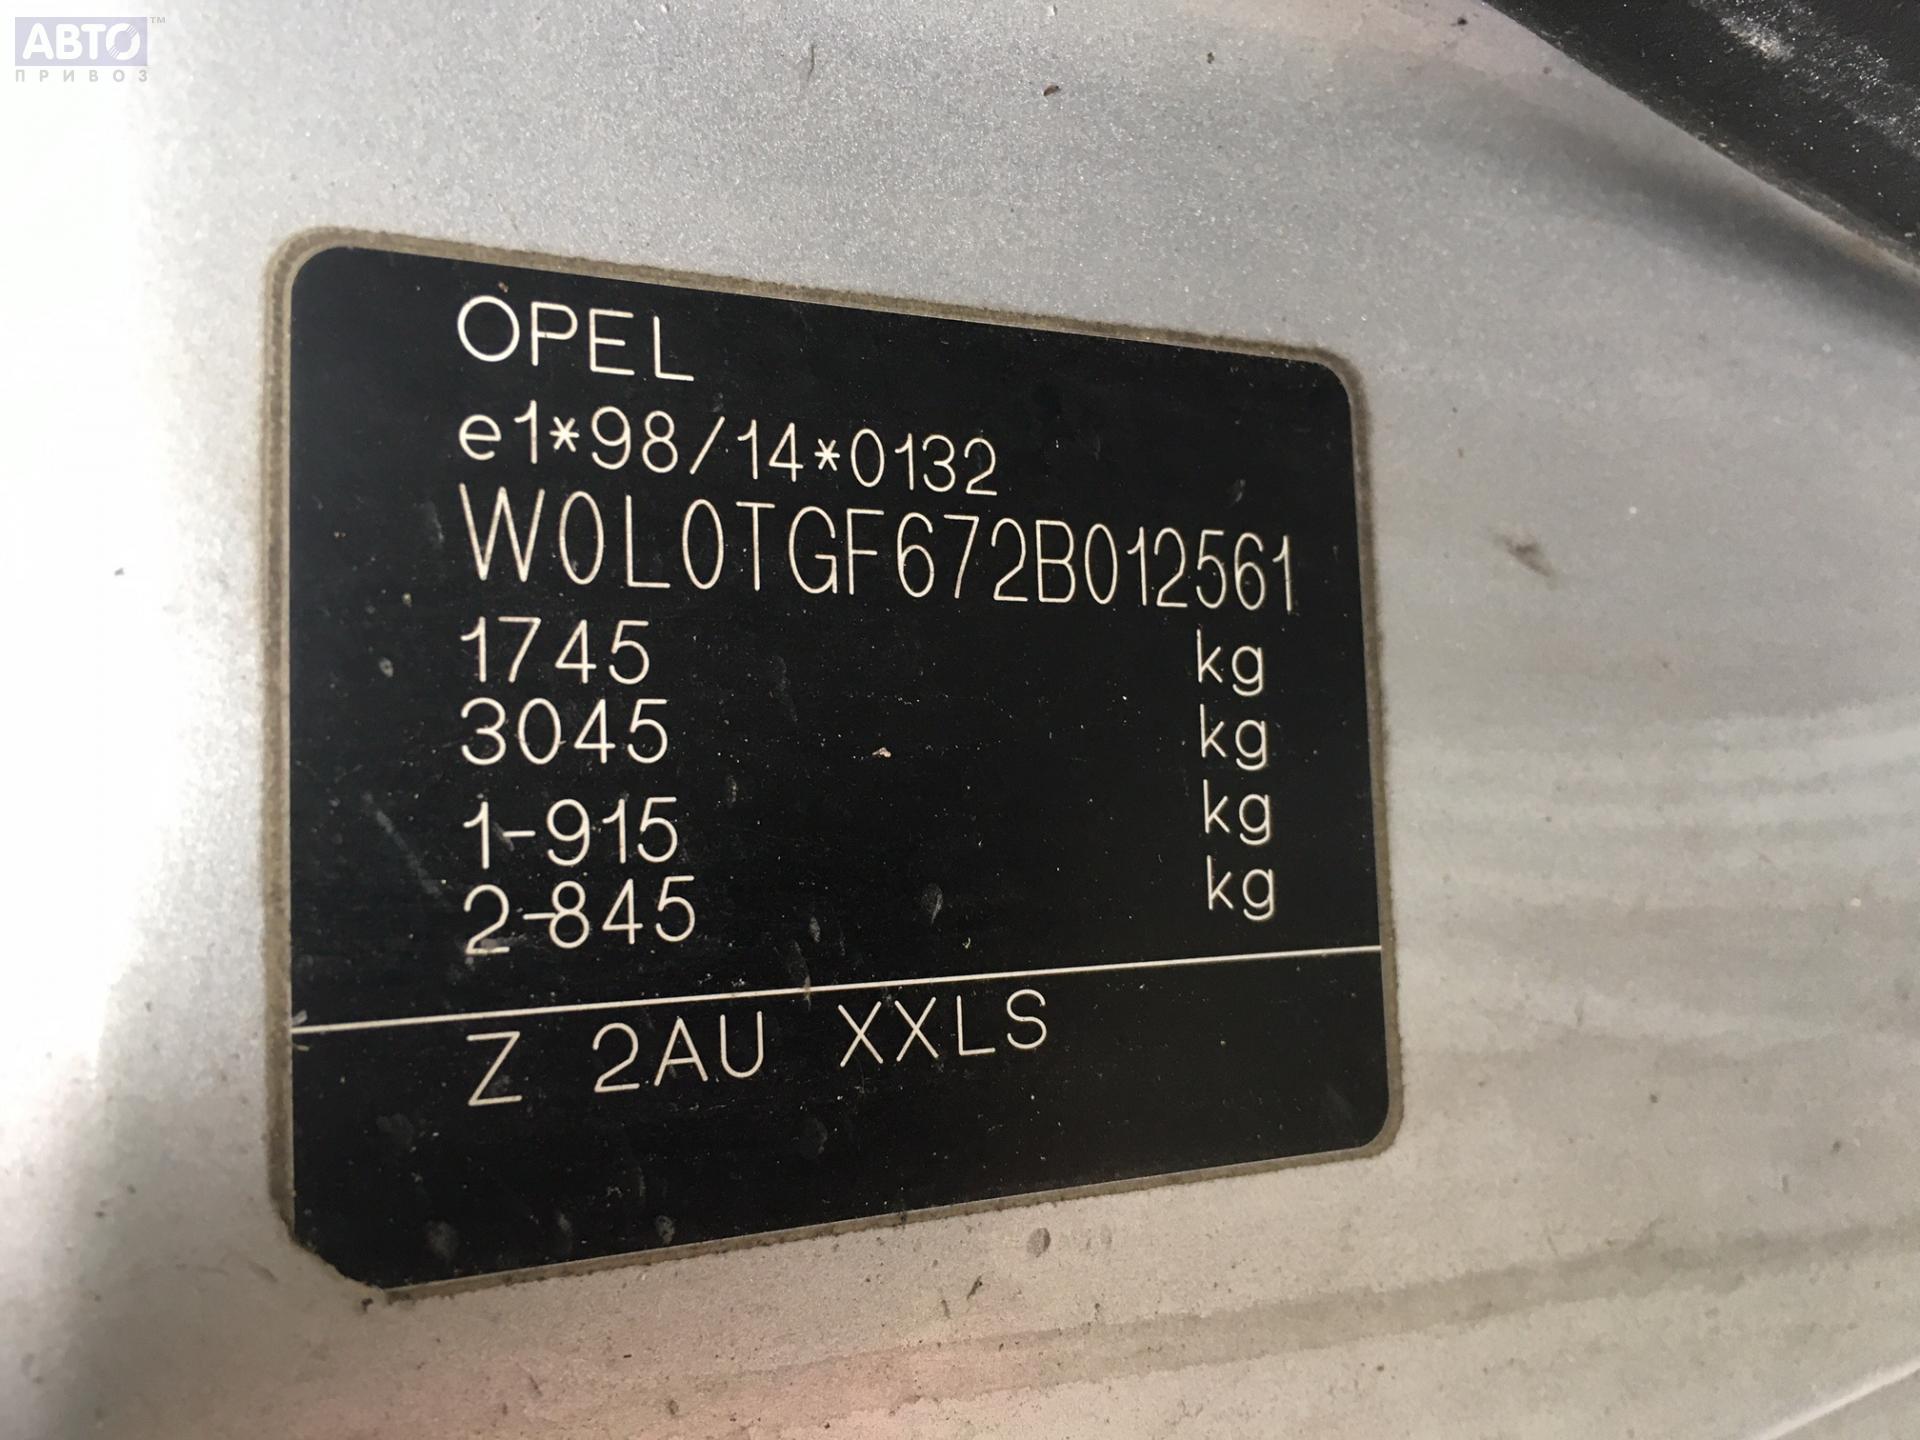 АВТО™
ПРИВОЗ
OPEL
e1*98/14*0132
W0L0TGF672B012561
1745 kg
3045 kg
1-915 kg
2-845 kg
Z 2AU XXLS